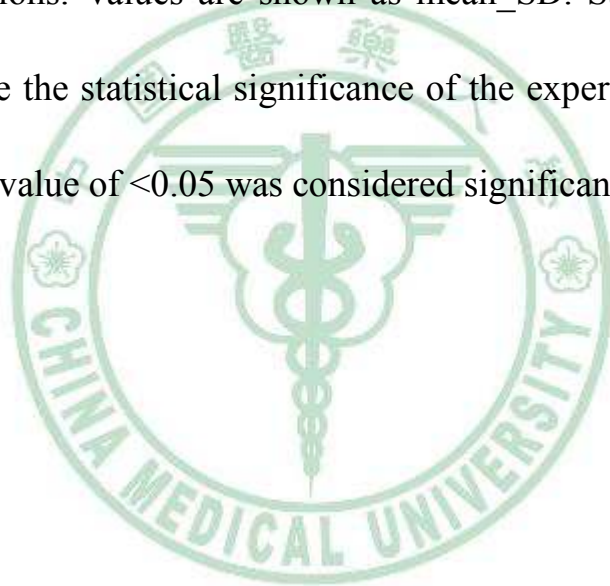 ions. Values are shown as mean_SD. S
e the statistical significance of the exper
value of <0.05 was considered significan
醫 藥
CHINA MEDICAL UNIVERSITY